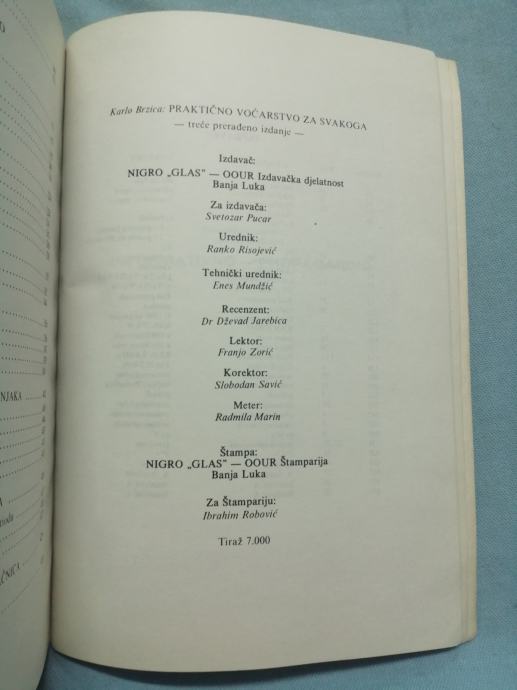 Karlo Brzica: PRAKTIČNO VOĆARSTVO ZA SVAKOGA
— treće prerađeno izdanje —
Izdavač:
NIGRO „GLAS" — OOUR Izdavačka djelatnost
Banja Luka
Za izdavača:
Svetozar Pucar
Urednik:
Ranko Risojević
Tehnički urednik:
Enes Mundžić
Recenzent:
Dr Dževad Jarebica
Lektor:
Franjo Zorić
Korektor:
Slobodan Savić
Meter:
Radmila Marin
Štampa:
NIGRO „GLAS" — OOUR Štamparija
Banja Luka
Za Štampariju:
Ibrahim Robović
Tiraž 7.000
NJAKA